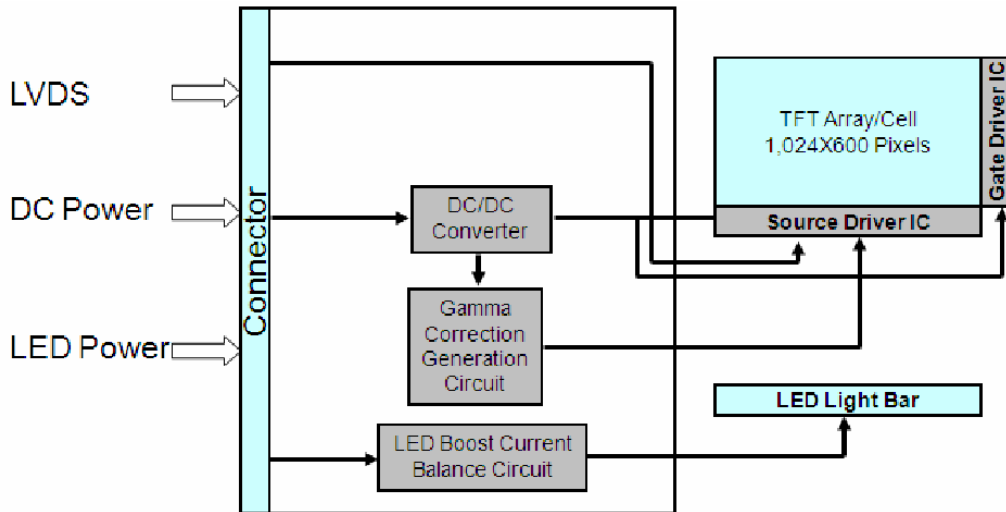 LVDS
DC Power
LED Power
Connector
DC/DC
Converter
Gamma
Correction
Generation
Circuit
LED Boost Current
Balance Circuit
TFT Array/Cell
1,024X600 Pixels
Gate Driver IC
Source Driver IC
LED Light Bar